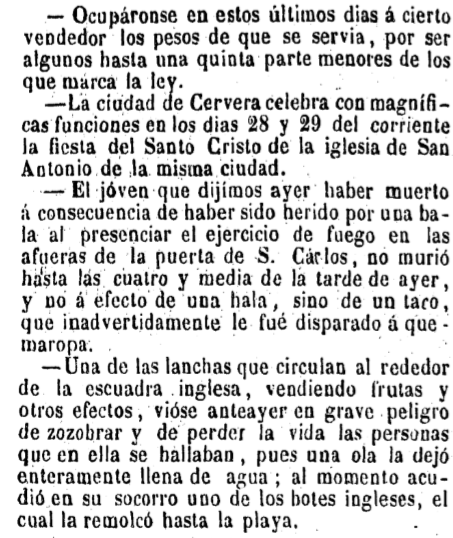 — Ocupáronse en estos últimos dias á cierto
vendedor los pesos de que se servia, por ser
algunos hasta una quinta parte menores de los
que marca la ley.
—La ciudad de Cervera celebra con magnífi-
cas funciones en los dias 28 y 29 del corriente
la fiesta del Santo Cristo de la iglesia de San
Antonio de la misma ciudad.
— El jóven que dijimos ayer haber muerto
á consecuencia de haber sido herido por una ba-
la al presenciar el ejercicio de fuego en las
afueras de la puerta de S. Cárlos, no murió
hasta las cuatro y media de la tarde de ayer,
y no á efecto de una bala, sino de un taco,
que inadvertidamente le fué disparado á que-
maropa.
— Una de las lanchas que circulan al rededor
de la escuadra inglesa, vendiendo frutas y
otros efectos, vióse anteayer en grave peligro
de zozobrar y de perder la vida las personas
que en ella se hallaban, pues una ola la dejó
enteramente llena de agua; al momento acu-
dió en su socorro uno de los botes ingleses, el
cual la remolcó hasta la playa.